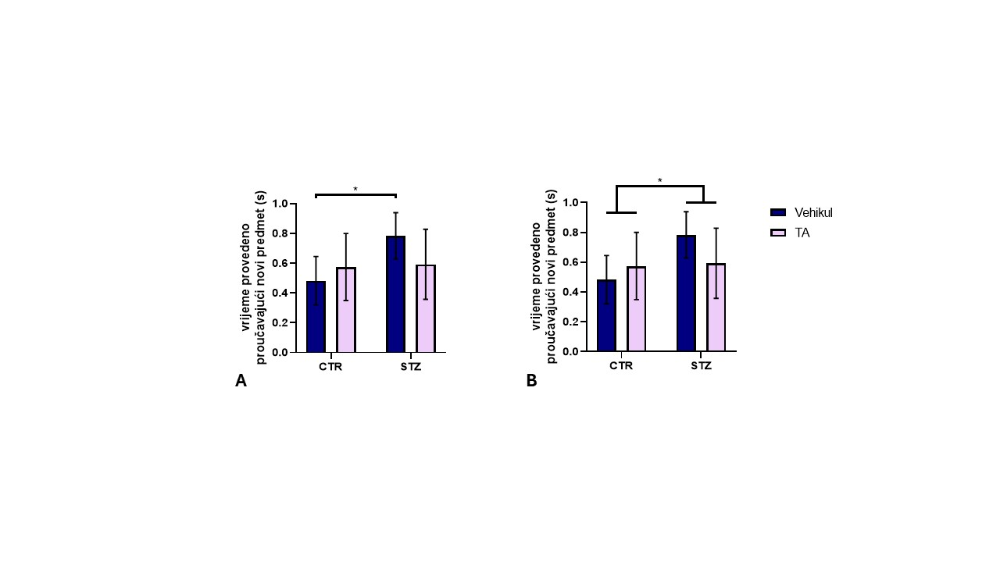 *
vrijeme provedeno
proučavajući novi predmet (s)
1.0
0.8
0.6
0.4
0.2
0.0
CTR
STZ
A
*
vrijeme provedeno
proučavajući novi predmet (s)
1.0
0.8
0.6
0.4
0.2
0.0
CTR
STZ
B
Vehikul
TA